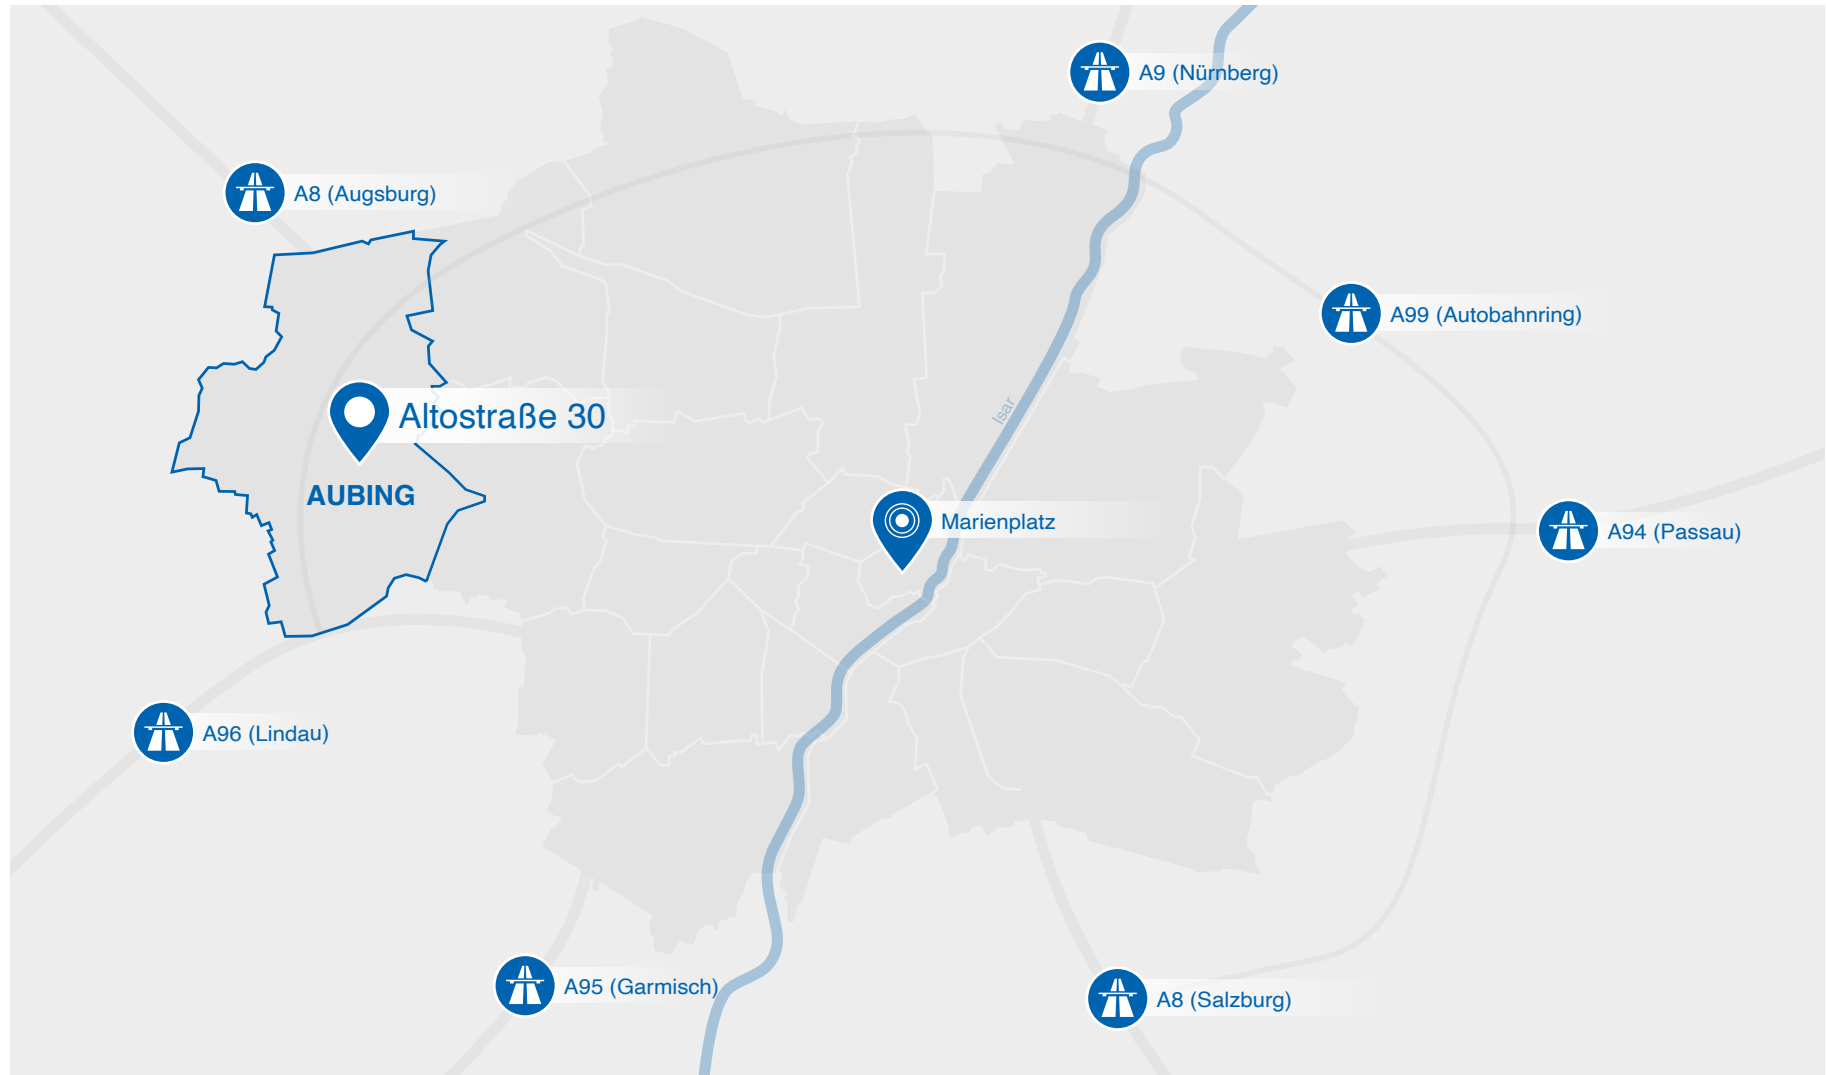 A9 (Nürnberg)
A8 (Augsburg)
A99 (Autobahnring)
Isar
Altostraße 30
AUBING
Marienplatz
A94 (Passau)
A96 (Lindau)
A95 (Garmisch)
A8 (Salzburg)